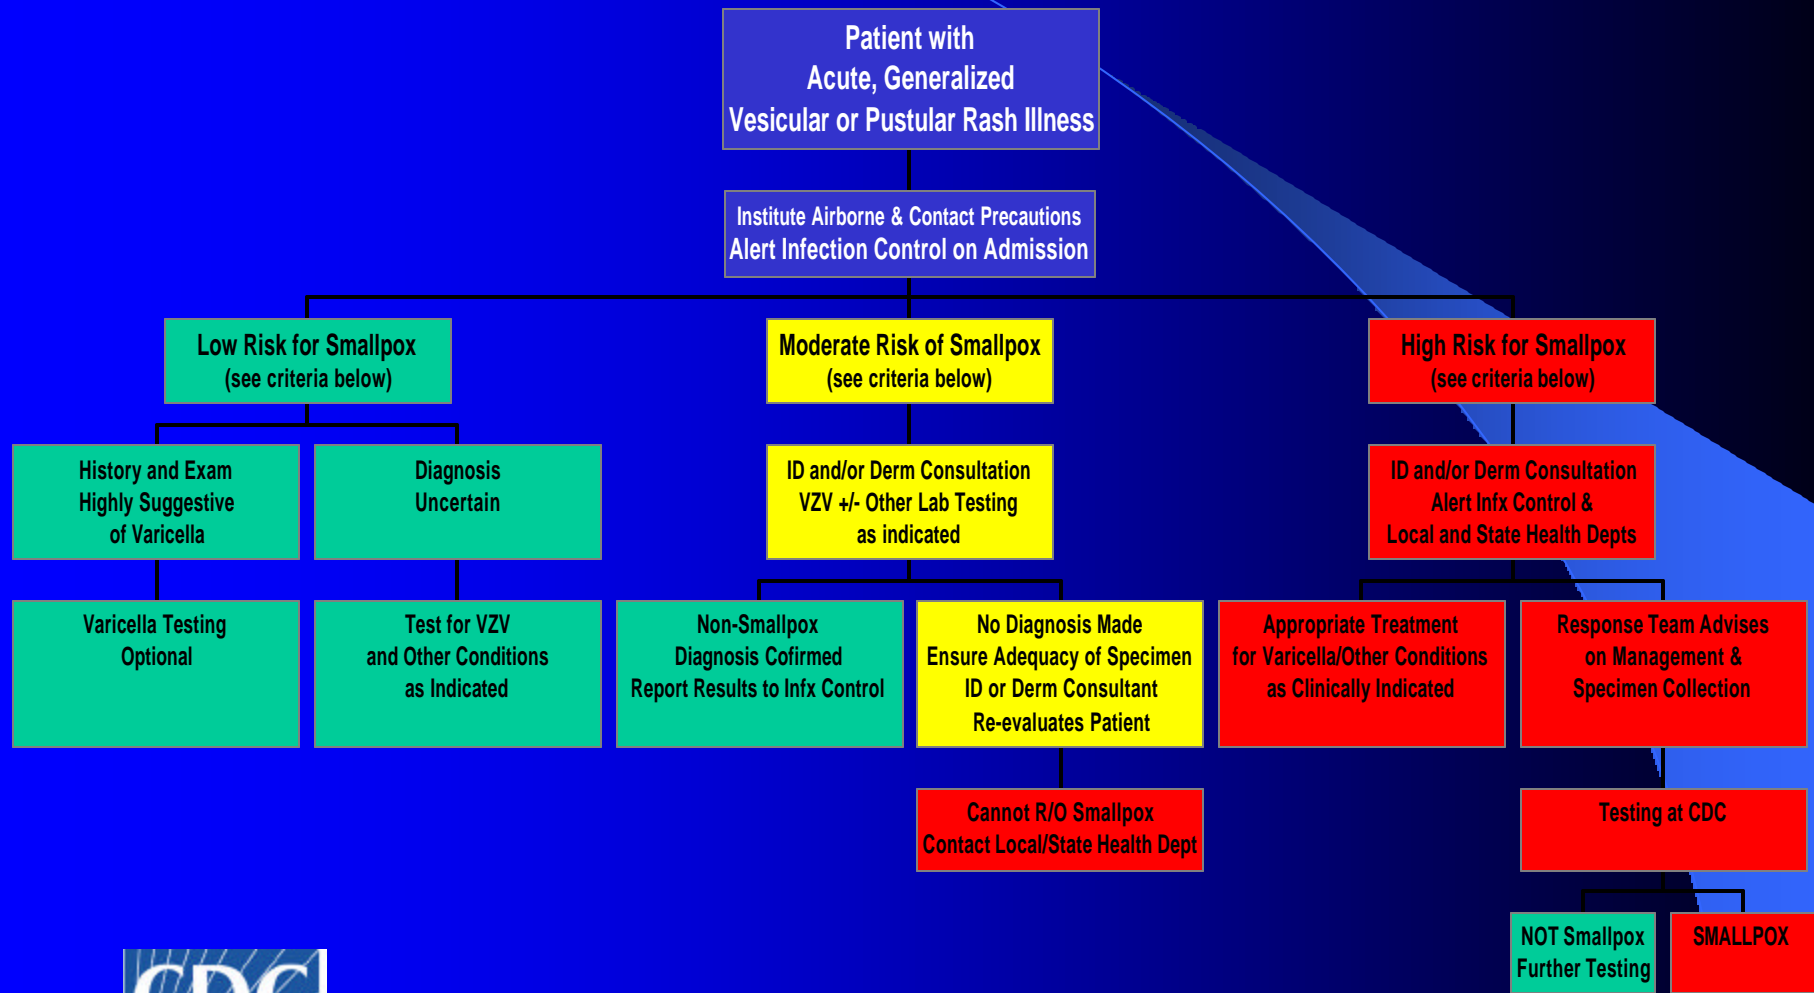 Patient with
Acute, Generalized
Vesicular or Pustular Rash Illness
Institute Airborne & Contact Precautions
Alert Infection Control on Admission
Low Risk for Smallpox
(see criteria below)
Moderate Risk of Smallpox
(see criteria below)
High Risk for Smallpox
(see criteria below)
History and Exam
Highly Suggestive
of Varicella
Diagnosis
Uncertain
ID and/or Derm Consultation
VZV +/- Other Lab Testing
as indicated
ID and/or Derm Consultation
Alert Infx Control &
Local and State Health Depts
Varicella Testing
Optional
Test for VZV
and Other Conditions
as Indicated
Non-Smallpox
Diagnosis Cofirmed
Report Results to Infx Control
No Diagnosis Made
Ensure Adequacy of Specimen
ID or Derm Consultant
Re-evaluates Patient
Appropriate Treatment
for Varicella/Other Conditions
as Clinically Indicated
Response Team Advises
on Management &
Specimen Collection
Cannot R/O Smallpox
Contact Local/State Health Dept
Testing at CDC
NOT Smallpox
Further Testing
SMALLPOX
CDC